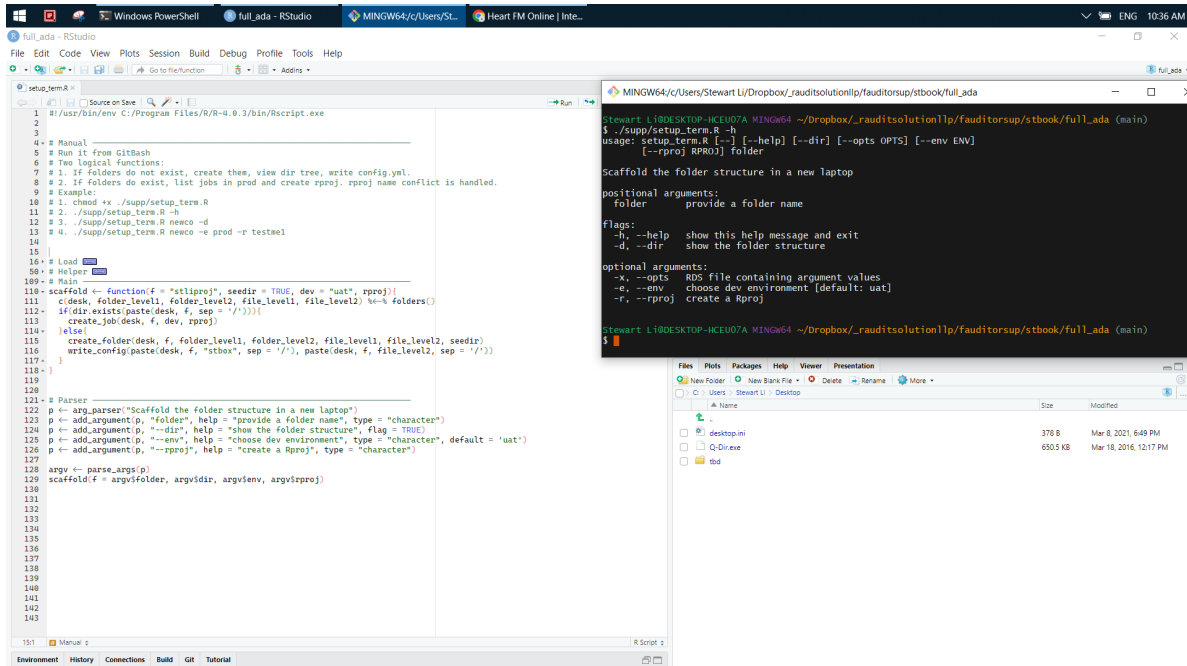 Windows PowerShell
full_ada - RStudio
MINGW64:/c/Users/St...
Heart FM Online | Inte...
ENG 10:36 AM
full_ada - RStudio
File Edit Code View Plots Session Build Debug Profile Tools Help
Go to file/function Addins
full_ada
setup_term.R
Source on Save Run
1 #!/usr/bin/env C:/Program Files/R/R-4.0.3/bin/Rscript.exe
2
3
4 # Manual
5 # Run it from GitBash
6 # Two logical functions:
7 # 1. If folders do not exist, create them, view dir tree, write config.yml.
8 # 2. If folders do exist, list jobs in prod and create rproj. rproj name conflict is handled.
9 # Example:
10 # 1. chmod +x ./supp/setup_term.R
11 # 2. ./supp/setup_term.R -h
12 # 3. ./supp/setup_term.R newco -d
13 # 4. ./supp/setup_term.R newco -e prod -r testme1
14
15
16 # Load
50 # Helper
109 # Main
110 scaffold ← function(f = "stliproj", seedir = TRUE, dev = "uat", rproj){
111 c(desk, folder_level1, folder_level2, file_level1, file_level2) %←% folders()
112 if(dir.exists(paste(desk, f, sep = '/'))){
113 create_job(desk, f, dev, rproj)
114 }else{
115 create_folder(desk, f, folder_level1, folder_level2, file_level1, file_level2, seedir)
116 write_config(paste(desk, f, "stbox", sep = '/'), paste(desk, f, file_level2, sep = '/'))
117 }
118 }
119
120
121 # Parser
122 p ← arg_parser("Scaffold the folder structure in a new laptop")
123 p ← add_argument(p, "folder", help = "provide a folder name", type = "character")
124 p ← add_argument(p, "--dir", help = "show the folder structure", flag = TRUE)
125 p ← add_argument(p, "--env", help = "choose dev environment", type = "character", default = 'uat')
126 p ← add_argument(p, "--rproj", help = "create a Rproj", type = "character")
127
128 argv ← parse_args(p)
129 scaffold(f = argv$folder, argv$dir, argv$env, argv$rproj)
130
131
132
133
134
135
136
137
138
139
140
141
142
143
15:1 Manual R Script
Environment History Connections Build Git Tutorial
MINGW64:/c/Users/Stewart Li/Dropbox/_rauditsolutionllp/fauditorsup/stbook/full_ada
Stewart Li@DESKTOP-HCEU07A MINGW64 ~/Dropbox/_rauditsolutionllp/fauditorsup/stbook/full_ada (main)
$ ./supp/setup_term.R -h
usage: setup_term.R [--] [--help] [--dir] [--opts OPTS] [--env ENV]
[--rproj RPROJ] folder
Scaffold the folder structure in a new laptop
positional arguments:
folder provide a folder name
flags:
-h, --help show this help message and exit
-d, --dir show the folder structure
optional arguments:
-x, --opts RDS file containing argument values
-e, --env choose dev environment [default: uat]
-r, --rproj create a Rproj
Stewart Li@DESKTOP-HCEU07A MINGW64 ~/Dropbox/_rauditsolutionllp/fauditorsup/stbook/full_ada (main)
$
Files Plots Packages Help Viewer Presentation
New Folder New Blank File Delete Rename More
C: Users Stewart Li Desktop
Name Size Modified
..
desktop.ini 378 B Mar 8, 2021, 6:49 PM
Q-Dir.exe 650.5 KB Mar 18, 2016, 12:17 PM
tbd